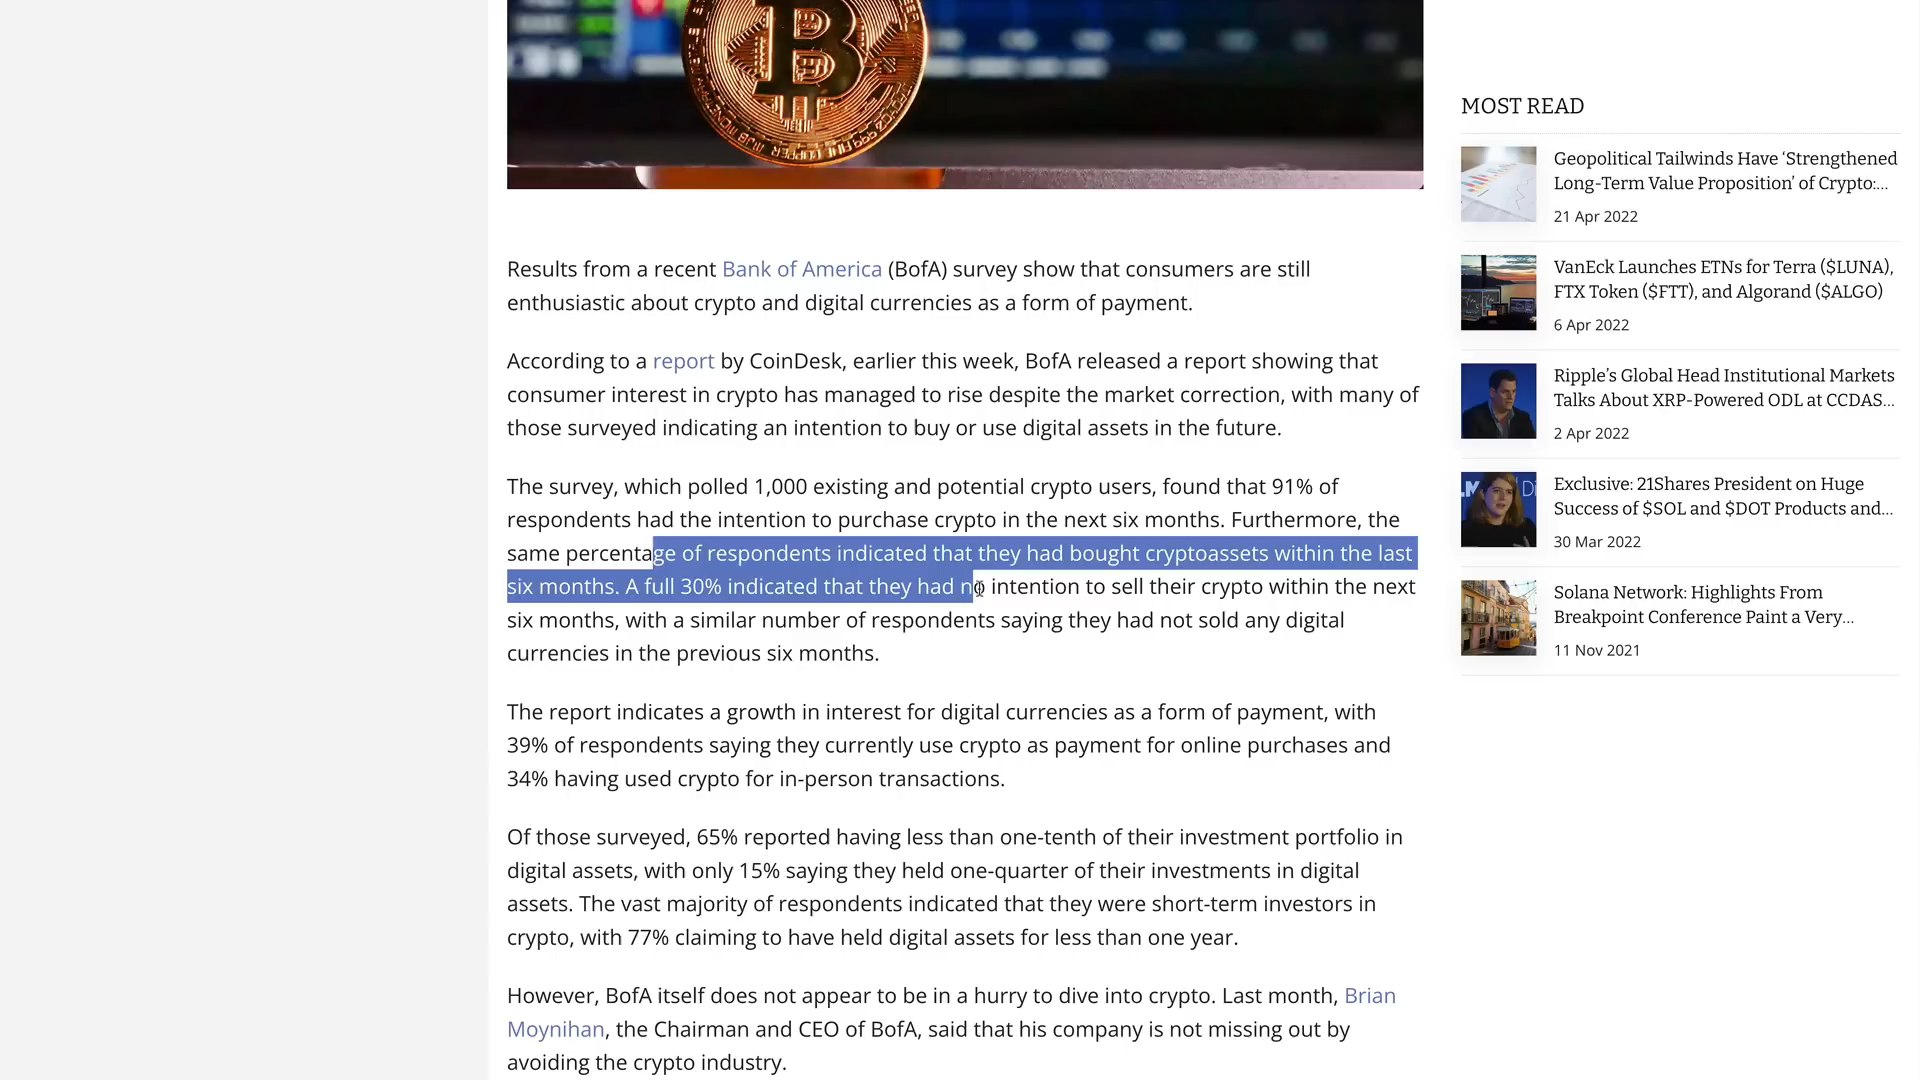 Results from a recent Bank of America (BofA) survey show that consumers are still
enthusiastic about crypto and digital currencies as a form of payment.
According to a report by CoinDesk, earlier this week, BofA released a report showing that
consumer interest in crypto has managed to rise despite the market correction, with many of
those surveyed indicating an intention to buy or use digital assets in the future.
The survey, which polled 1,000 existing and potential crypto users, found that 91% of
respondents had the intention to purchase crypto in the next six months. Furthermore, the
same percentage of respondents indicated that they had bought cryptoassets within the last
six months. A full 30% indicated that they had no intention to sell their crypto within the next
six months, with a similar number of respondents saying they had not sold any digital
currencies in the previous six months.
The report indicates a growth in interest for digital currencies as a form of payment, with
39% of respondents saying they currently use crypto as payment for online purchases and
34% having used crypto for in-person transactions.
Of those surveyed, 65% reported having less than one-tenth of their investment portfolio in
digital assets, with only 15% saying they held one-quarter of their investments in digital
assets. The vast majority of respondents indicated that they were short-term investors in
crypto, with 77% claiming to have held digital assets for less than one year.
However, BofA itself does not appear to be in a hurry to dive into crypto. Last month, Brian
Moynihan, the Chairman and CEO of BofA, said that his company is not missing out by
avoiding the crypto industry.
MOST READ
Geopolitical Tailwinds Have ‘Strengthened
Long-Term Value Proposition’ of Crypto:...
21 Apr 2022
VanEck Launches ETNs for Terra ($LUNA),
FTX Token ($FTT), and Algorand ($ALGO)
6 Apr 2022
Ripple’s Global Head Institutional Markets
Talks About XRP-Powered ODL at CCDAS...
2 Apr 2022
Exclusive: 21Shares President on Huge
Success of $SOL and $DOT Products and...
30 Mar 2022
Solana Network: Highlights From
Breakpoint Conference Paint a Very...
11 Nov 2021